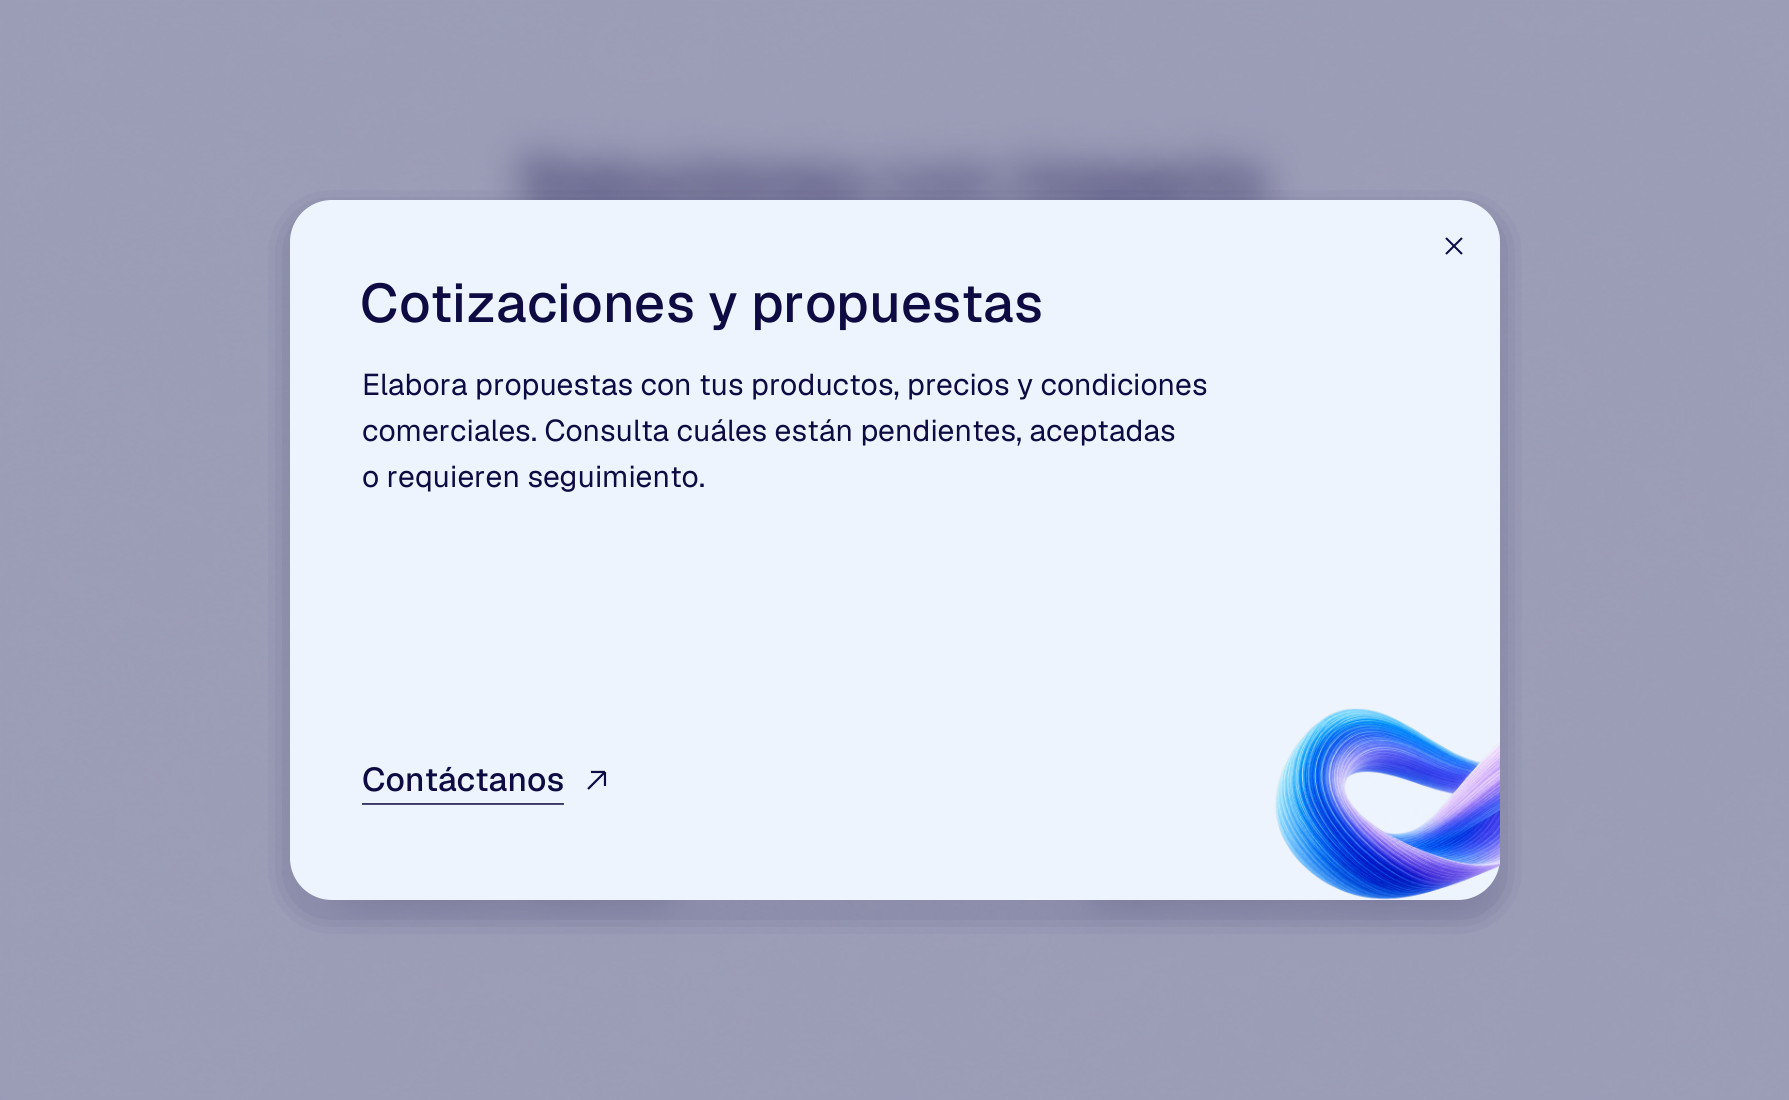 Cotizaciones y propuestas
Elabora propuestas con tus productos, precios y condiciones
comerciales. Consulta cuáles están pendientes, aceptadas
o requieren seguimiento.
Contáctanos